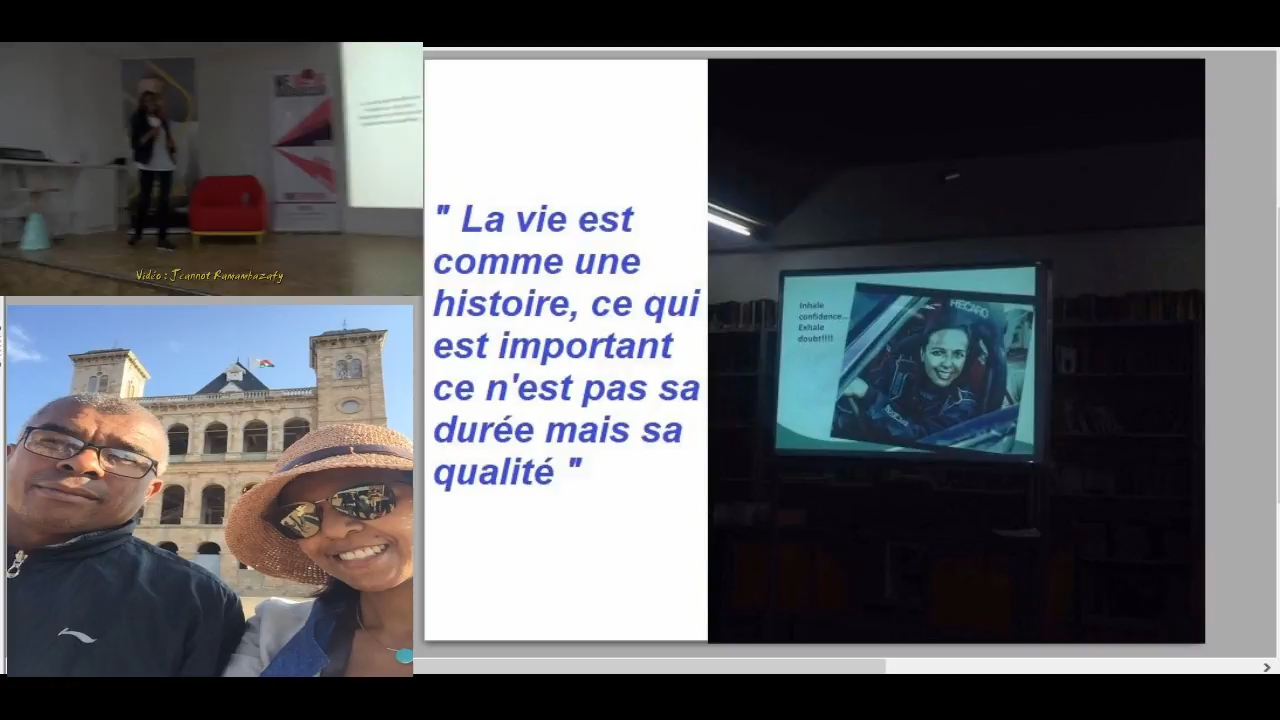 Vidéo : Jeannot Ramambazafy
" La vie est
comme une
histoire, ce qui
est important
ce n'est pas sa
durée mais sa
qualité "
Inhale
confidence...
Exhale
doubt!!!!